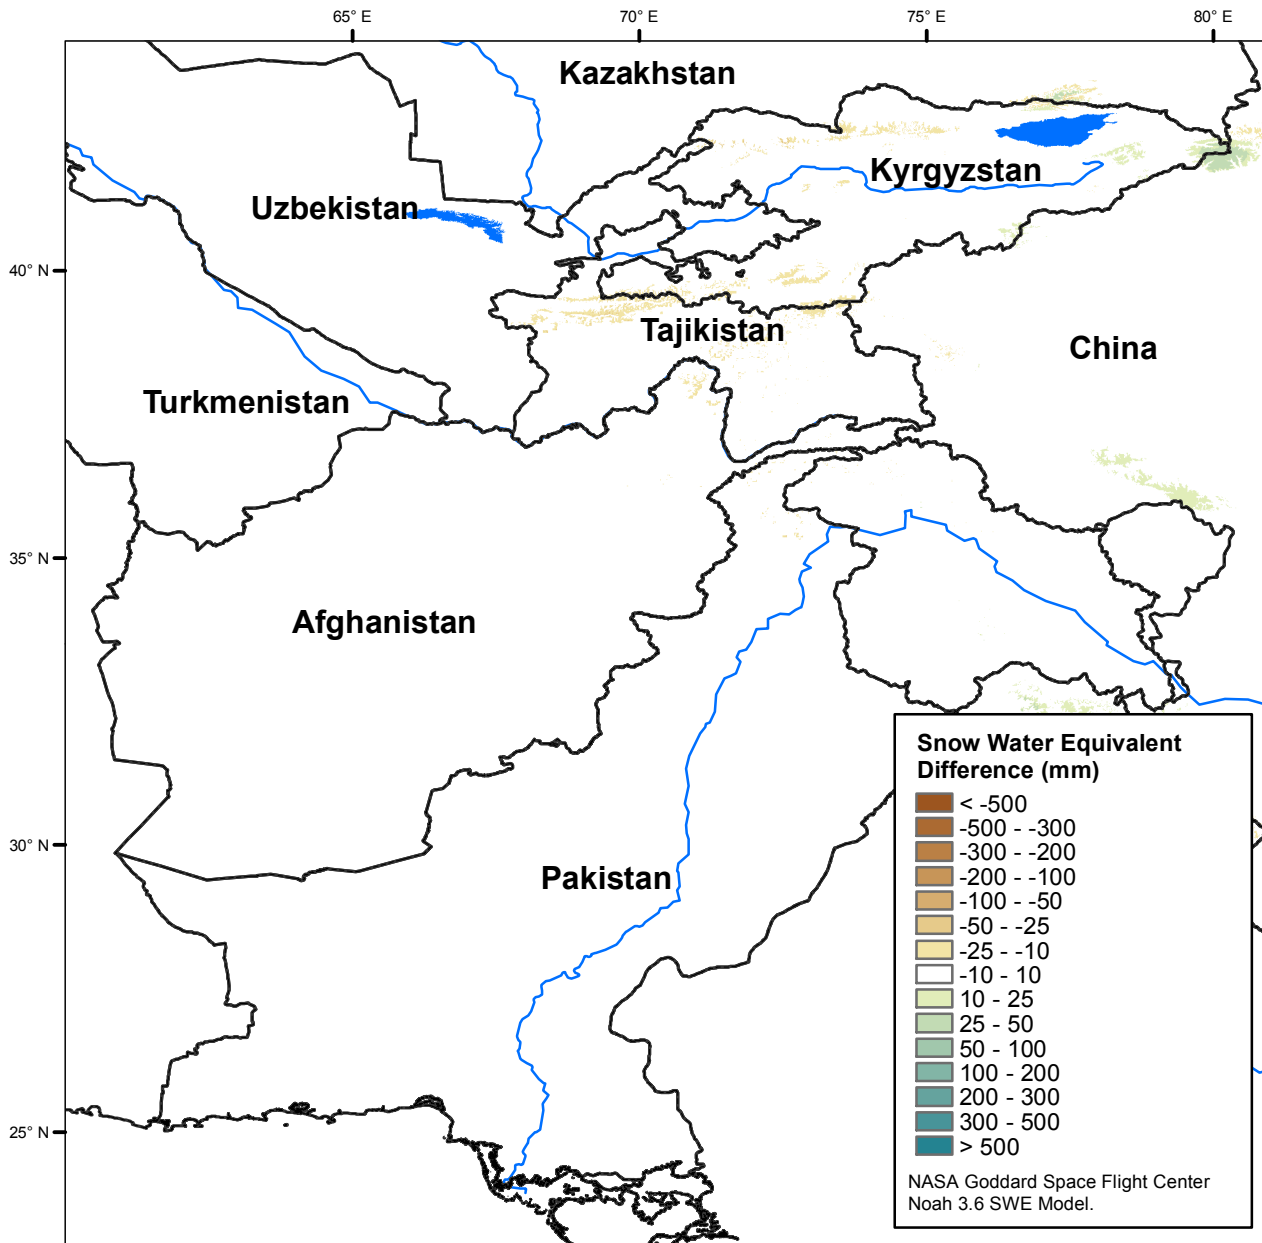 65° E
70° E
75° E
80° E
Kazakhstan
Kyrgyzstan
Uzbekistan
40° N
Tajikistan
China
Turkmenistan
35° N
Afghanistan
Snow Water Equivalent
Difference (mm)
< -500
-500 - -300
-300 - -200
-200 - -100
-100 - -50
-50 - -25
-25 - -10
-10 - 10
10 - 25
25 - 50
50 - 100
100 - 200
200 - 300
300 - 500
> 500
NASA Goddard Space Flight Center
Noah 3.6 SWE Model.
30° N
Pakistan
25° N